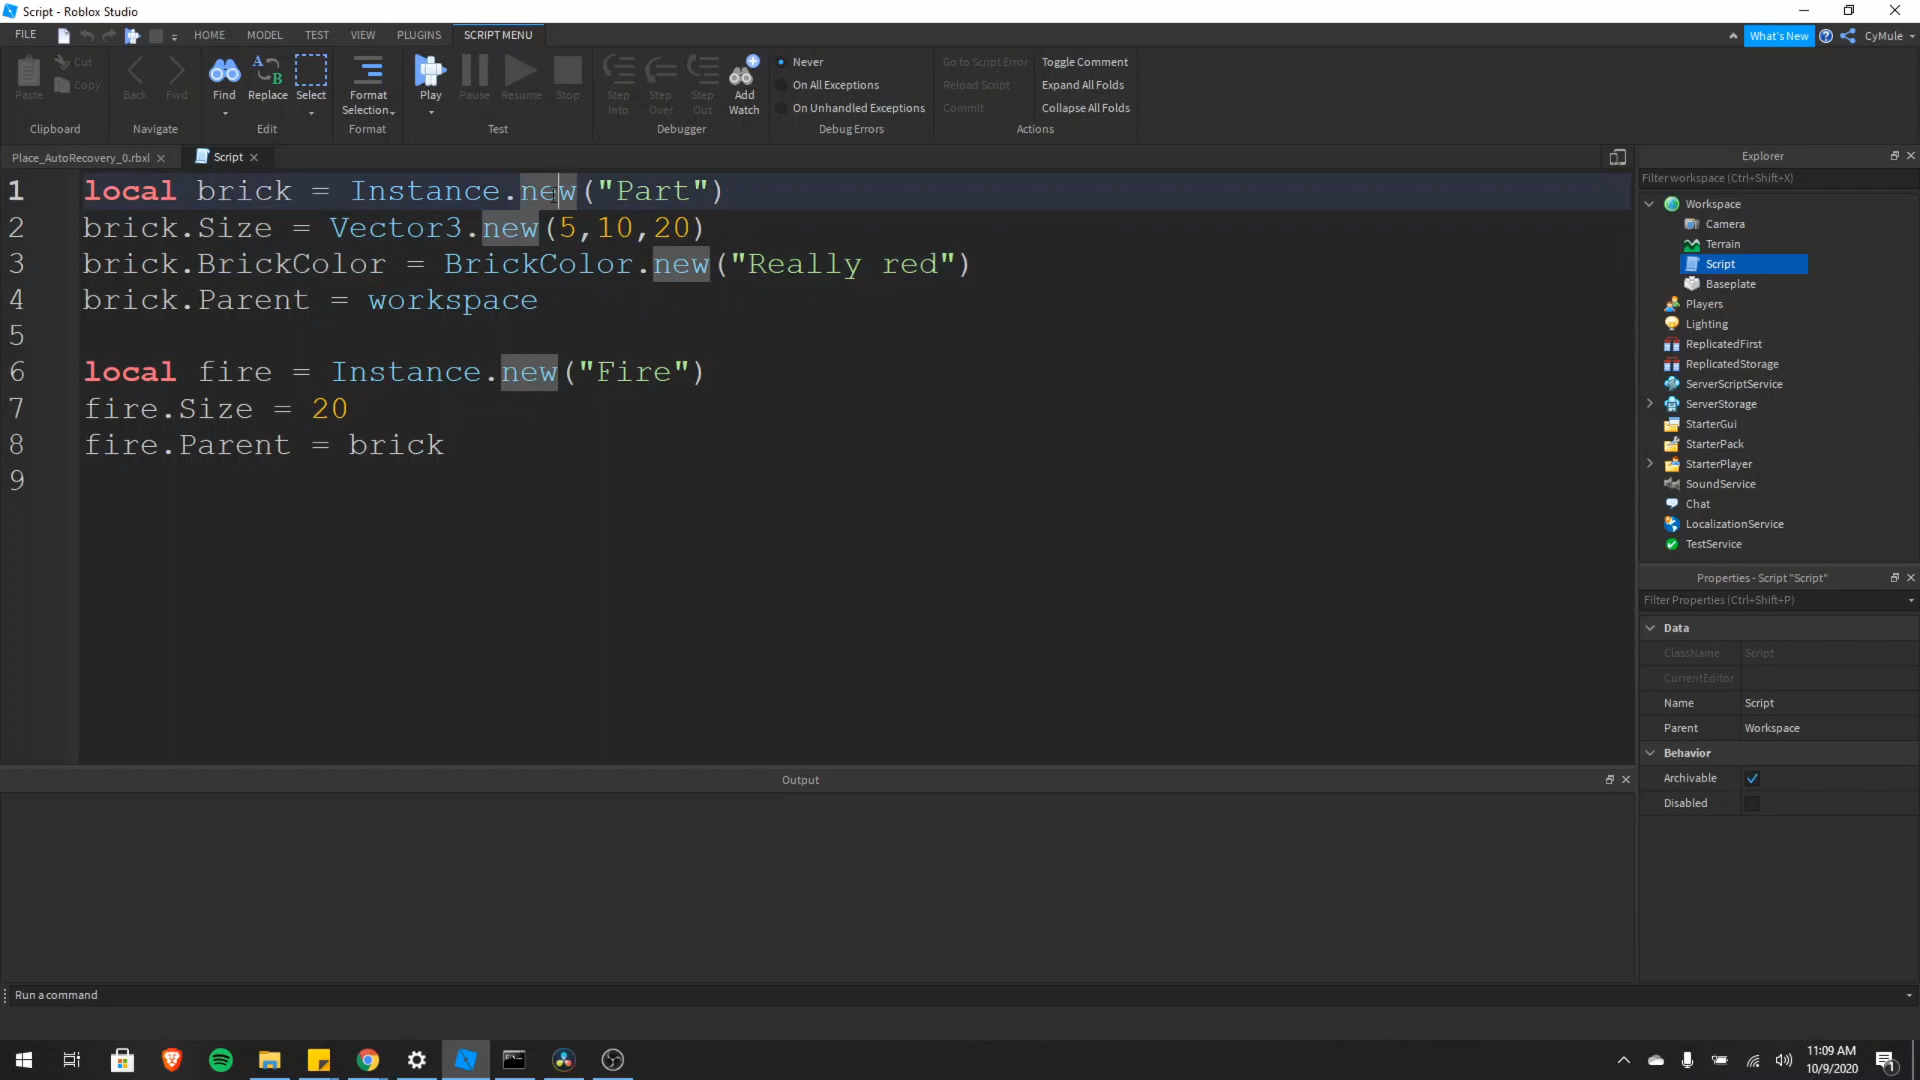 Script - Roblox Studio
FILE HOME MODEL TEST VIEW PLUGINS SCRIPT MENU What's New CyMule
Paste Cut Copy
Clipboard
Back Fwd
Navigate
Find Replace Select
Edit
Format Selection
Format
Play Pause Resume Stop
Test
Step Into Step Over Step Out Add Watch
Debugger
Never
On All Exceptions
On Unhandled Exceptions
Debug Errors
Go to Script Error Toggle Comment
Reload Script Expand All Folds
Commit Collapse All Folds
Actions
Place_AutoRecovery_0.rbxl Script
1 local brick = Instance.new("Part")
2 brick.Size = Vector3.new(5,10,20)
3 brick.BrickColor = BrickColor.new("Really red")
4 brick.Parent = workspace
5
6 local fire = Instance.new("Fire")
7 fire.Size = 20
8 fire.Parent = brick
9
Output
Run a command
Explorer
Filter workspace (Ctrl+Shift+X)
Workspace
Camera
Terrain
Script
Baseplate
Players
Lighting
ReplicatedFirst
ReplicatedStorage
ServerScriptService
ServerStorage
StarterGui
StarterPack
StarterPlayer
SoundService
Chat
LocalizationService
TestService
Properties - Script "Script"
Filter Properties (Ctrl+Shift+P)
Data
ClassName Script
CurrentEditor
Name Script
Parent Workspace
Behavior
Archivable
Disabled
11:09 AM
10/9/2020
1